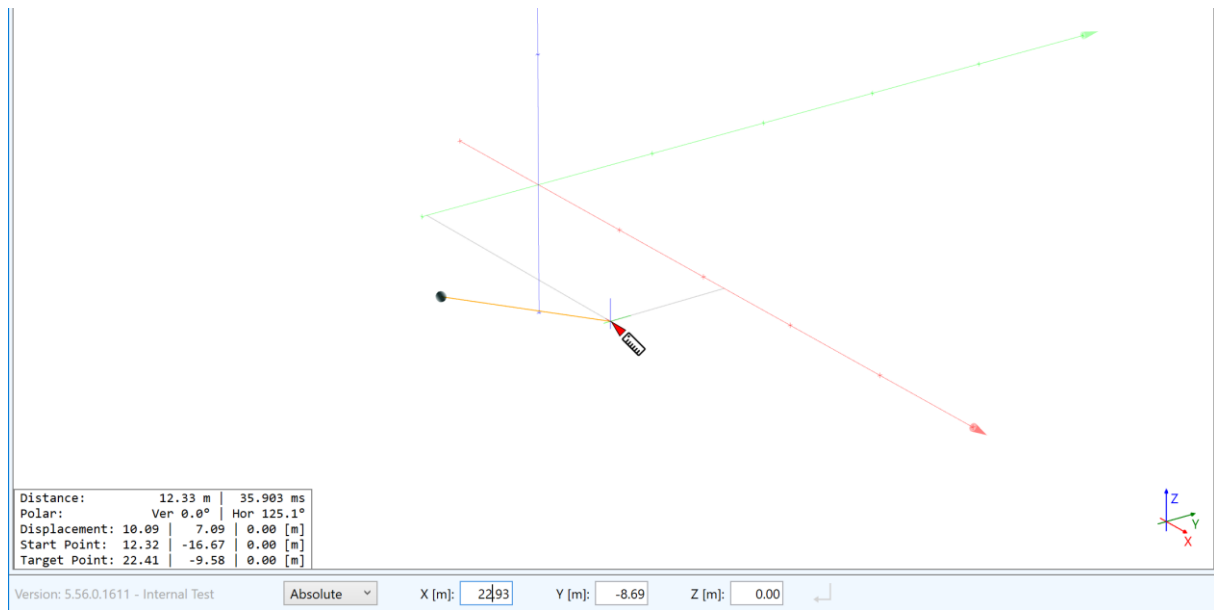 Z
Y
X
Distance: 12.33 m | 35.903 ms
Polar: Ver 0.0° | Hor 125.1°
Displacement: 10.09 | 7.09 | 0.00 [m]
Start Point: 12.32 | -16.67 | 0.00 [m]
Target Point: 22.41 | -9.58 | 0.00 [m]
Version: 5.56.0.1611 - Internal Test Absolute X [m]: 22.93 Y [m]: -8.69 Z [m]: 0.00